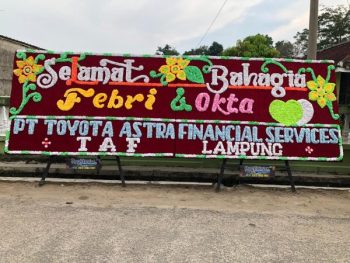 Selamat Bahagia
Febri & Okta
PT TOYOTA ASTRA FINANCIAL SERVICES
TAF LAMPUNG